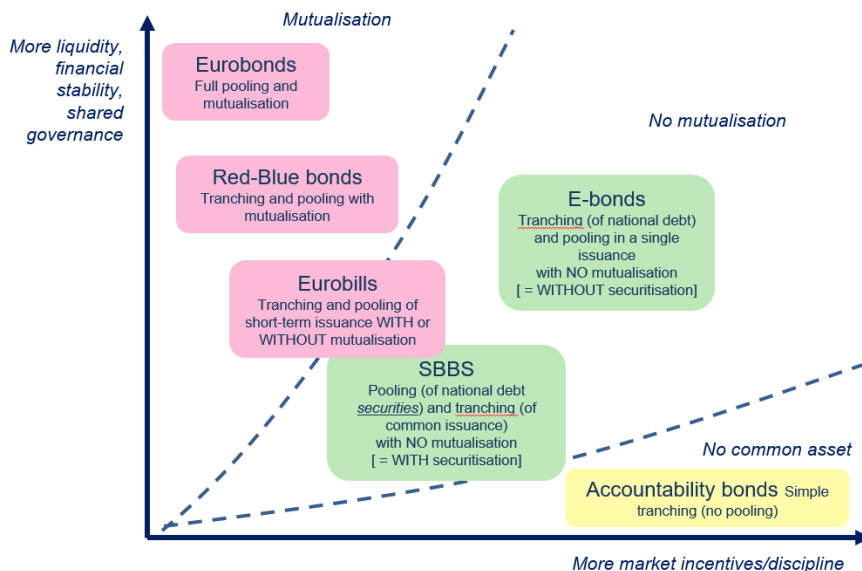 Mutualisation
More liquidity,
financial
stability,
shared
governance
Eurobonds
Full pooling and
mutualisation
No mutualisation
Red-Blue bonds
Tranching and pooling with
mutualisation
E-bonds
Tranching (of national debt)
and pooling in a single
issuance
with NO mutualisation
[ = WITHOUT securitisation]
Eurobills
Tranching and pooling of
short-term issuance WITH or
WITHOUT mutualisation
SBBS
Pooling (of national debt
securities) and tranching (of
common issuance)
with NO mutualisation
[ = WITH securitisation]
No common asset
Accountability bonds Simple
tranching (no pooling)
More market incentives/discipline